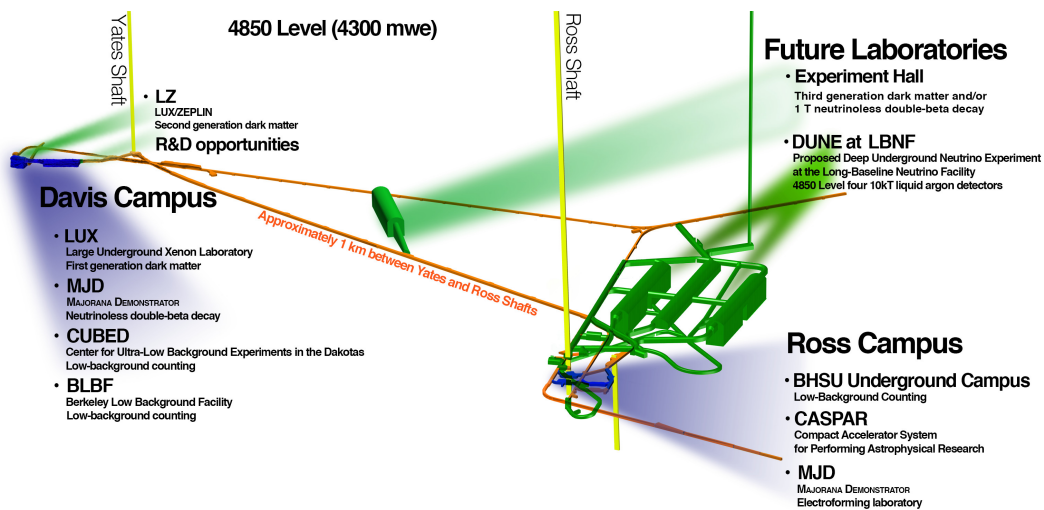 4850 Level (4300 mwe)
Yates Shaft
Ross Shaft
• LZ
LUX/ZEPLIN
Second generation dark matter
R&D opportunities
Davis Campus
• LUX
Large Underground Xenon Laboratory
First generation dark matter
• MJD
MAJORANA DEMONSTRATOR
Neutrinoless double-beta decay
• CUBED
Center for Ultra-Low Background Experiments in the Dakotas
Low-background counting
• BLBF
Berkeley Low Background Facility
Low-background counting
Approximately 1 km between Yates and Ross Shafts
Future Laboratories
• Experiment Hall
Third generation dark matter and/or
1 T neutrinoless double-beta decay
• DUNE at LBNF
Proposed Deep Underground Neutrino Experiment
at the Long-Baseline Neutrino Facility
4850 Level four 10kT liquid argon detectors
Ross Campus
• BHSU Underground Campus
Low-Background Counting
• CASPAR
Compact Accelerator System
for Performing Astrophysical Research
• MJD
MAJORANA DEMONSTRATOR
Electroforming laboratory